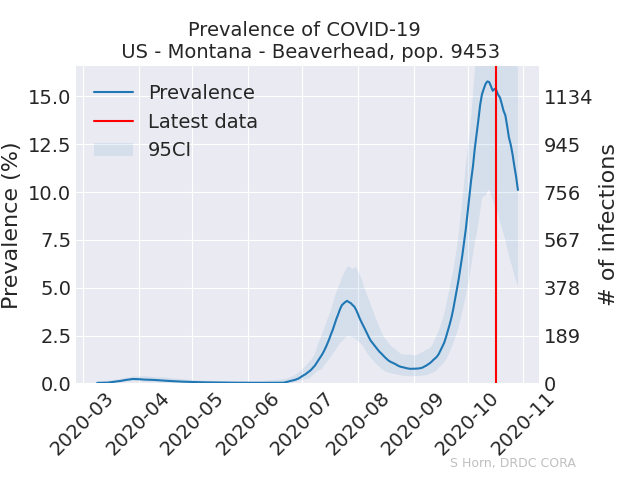 Prevalence of COVID-19
US - Montana - Beaverhead, pop. 9453
Prevalence
Latest data
95CI
Prevalence (%)
15.0
12.5
10.0
7.5
5.0
2.5
0.0
1134
945
756
567
378
189
0
# of infections
2020-03
2020-04
2020-05
2020-06
2020-07
2020-08
2020-09
2020-10
2020-11
S Horn, DRDC CORA